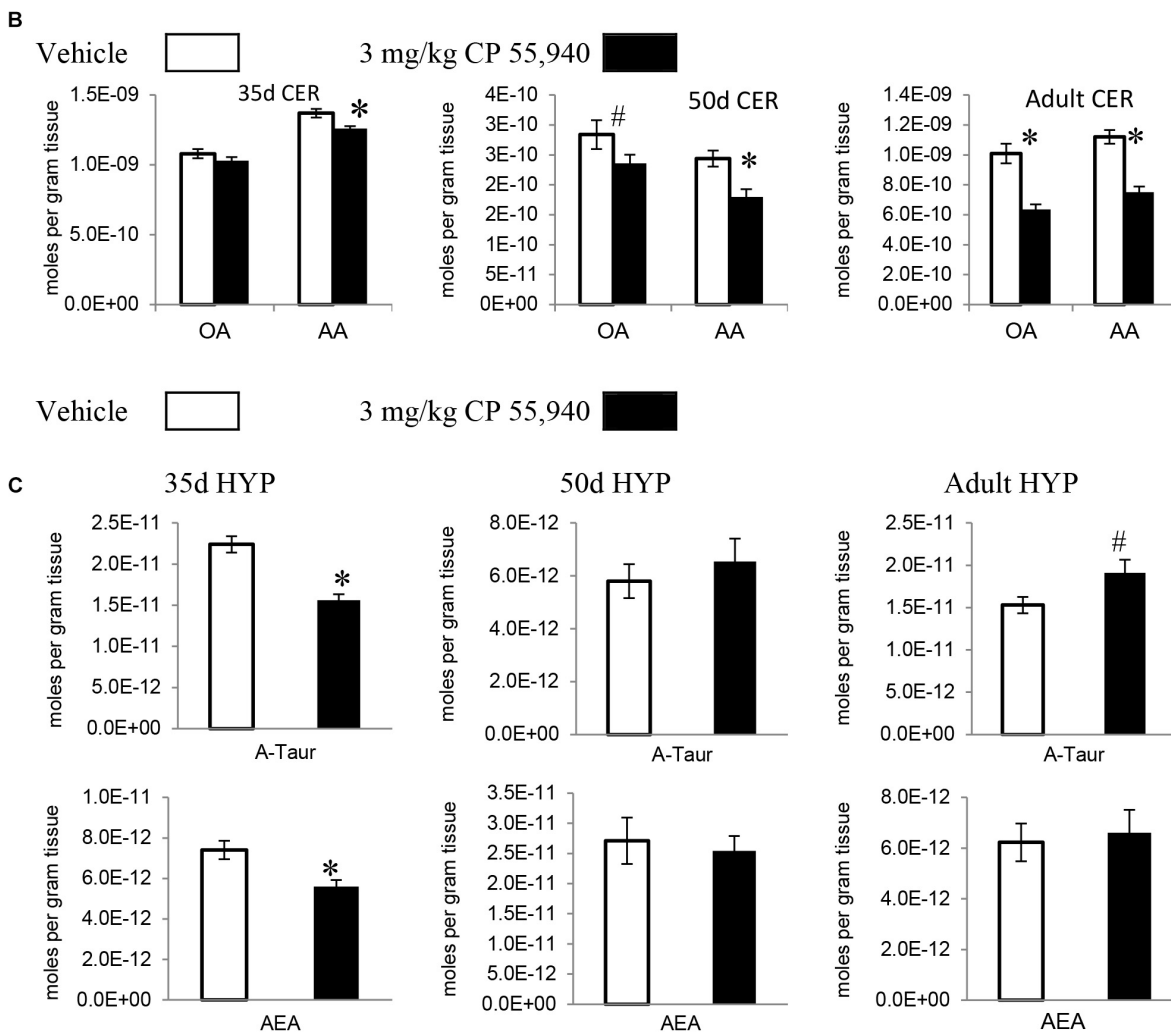 B
Vehicle 3 mg/kg CP 55,940
35d CER
moles per gram tissue
1.5E-09
1.0E-09
5.0E-10
0.0E+00
*
OA AA
50d CER
moles per gram tissue
4E-10
3E-10
3E-10
2E-10
2E-10
1E-10
5E-11
0E+00
#
*
OA AA
Adult CER
moles per gram tissue
1.4E-09
1.2E-09
1.0E-09
8.0E-10
6.0E-10
4.0E-10
2.0E-10
0.0E+00
*
*
OA AA
Vehicle 3 mg/kg CP 55,940
C
35d HYP
moles per gram tissue
2.5E-11
2.0E-11
1.5E-11
1.0E-11
5.0E-12
0.0E+00
*
A-Taur
50d HYP
moles per gram tissue
8.0E-12
6.0E-12
4.0E-12
2.0E-12
0.0E+00
A-Taur
Adult HYP
moles per gram tissue
2.5E-11
2.0E-11
1.5E-11
1.0E-11
5.0E-12
0.0E+00
#
A-Taur
moles per gram tissue
1.0E-11
8.0E-12
6.0E-12
4.0E-12
2.0E-12
0.0E+00
*
AEA
moles per gram tissue
3.5E-11
3.0E-11
2.5E-11
2.0E-11
1.5E-11
1.0E-11
5.0E-12
0.0E+00
AEA
moles per gram tissue
8.0E-12
6.0E-12
4.0E-12
2.0E-12
0.0E+00
AEA